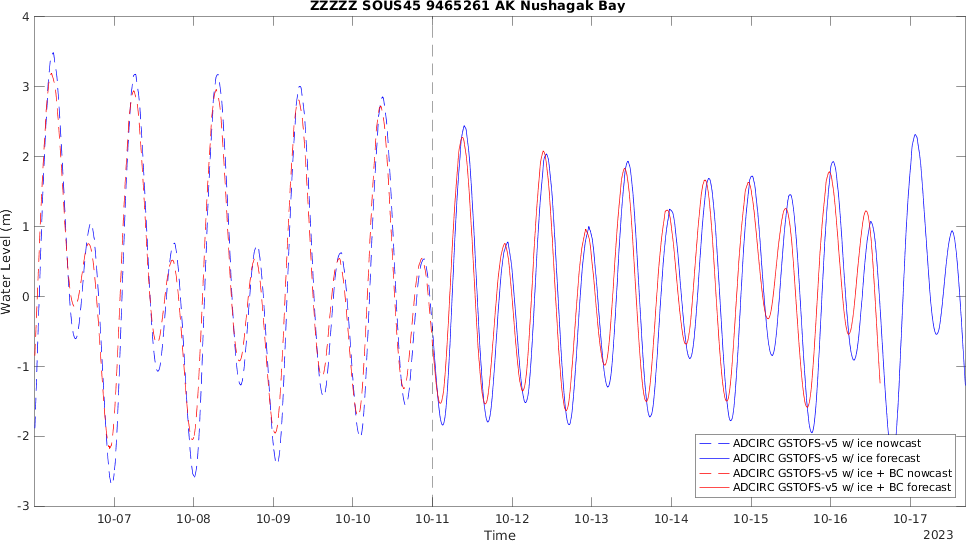 ZZZZZ SOUS45 9465261 AK Nushagak Bay
4
3
2
1
0
-1
-2
-3
Water Level (m)
10-07
10-08
10-09
10-10
10-11
10-12
10-13
10-14
10-15
10-16
10-17
Time
2023
ADCIRC GSTOFS-v5 w/ ice nowcast
ADCIRC GSTOFS-v5 w/ ice forecast
ADCIRC GSTOFS-v5 w/ ice + BC nowcast
ADCIRC GSTOFS-v5 w/ ice + BC forecast